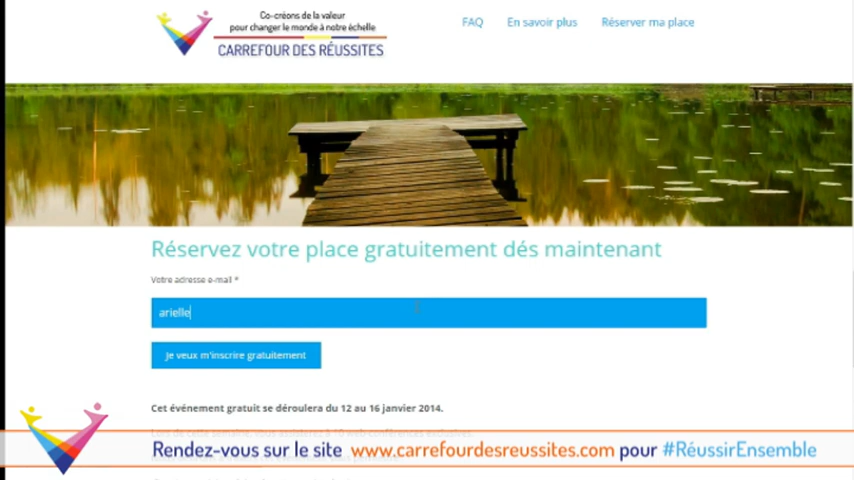 Co-créons de la valeur
pour changer le monde à notre échelle
CARREFOUR DES RÉUSSITES
FAQ
En savoir plus
Réserver ma place
Réservez votre place gratuitement dés maintenant
Votre adresse e-mail *
arielle
Je veux m'inscrire gratuitement
Cet événement gratuit se déroulera du 12 au 16 janvier 2014.
Rendez-vous sur le site www.carrefourdesreussites.com pour #RéussirEnsemble